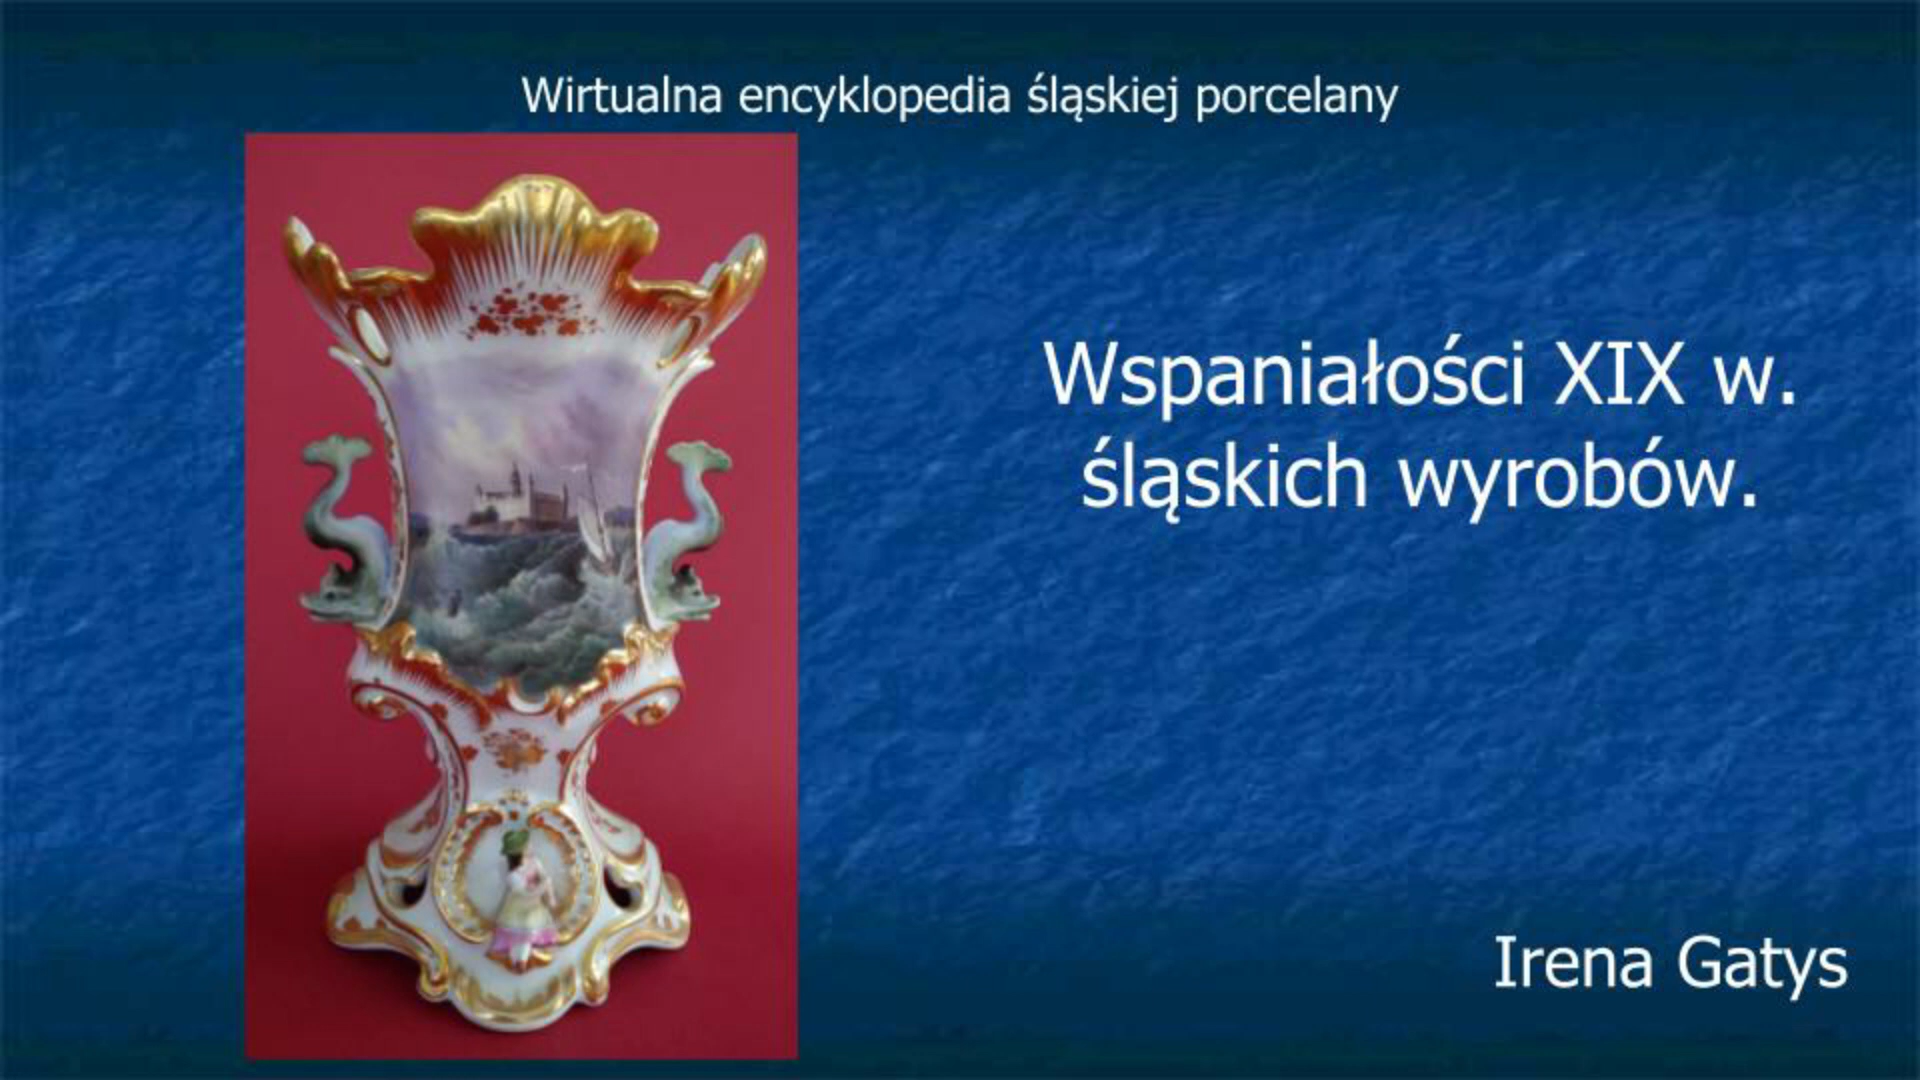 Wirtualna encyklopedia śląskiej porcelany
Wspaniałości XIX w.
śląskich wyrobów.
Irena Gatys